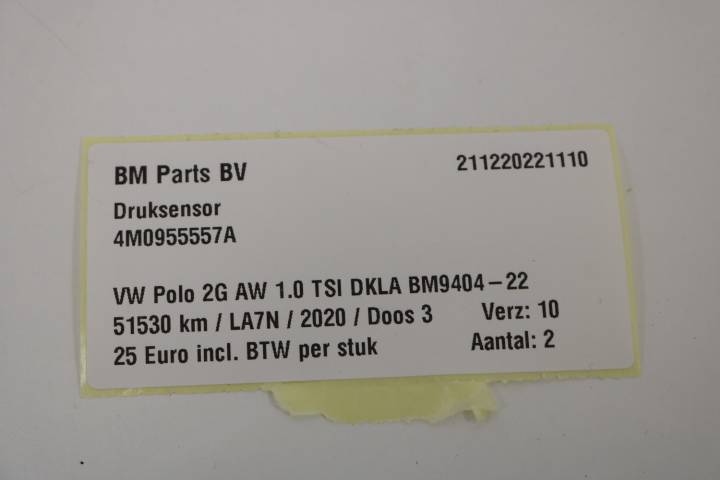 BM Parts BV 211220221110
Druksensor
4M0955557A
VW Polo 2G AW 1.0 TSI DKLA BM9404-22
51530 km / LA7N / 2020 / Doos 3 Verz: 10
25 Euro incl. BTW per stuk Aantal: 2